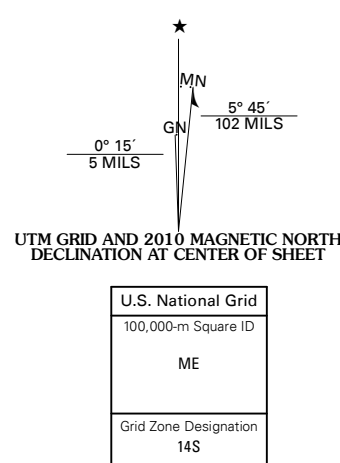 ★
MN
GN
5° 45´
102 MILS
0° 15´
5 MILS
UTM GRID AND 2010 MAGNETIC NORTH
DECLINATION AT CENTER OF SHEET
U.S. National Grid
100,000-m Square ID
ME
Grid Zone Designation
14S